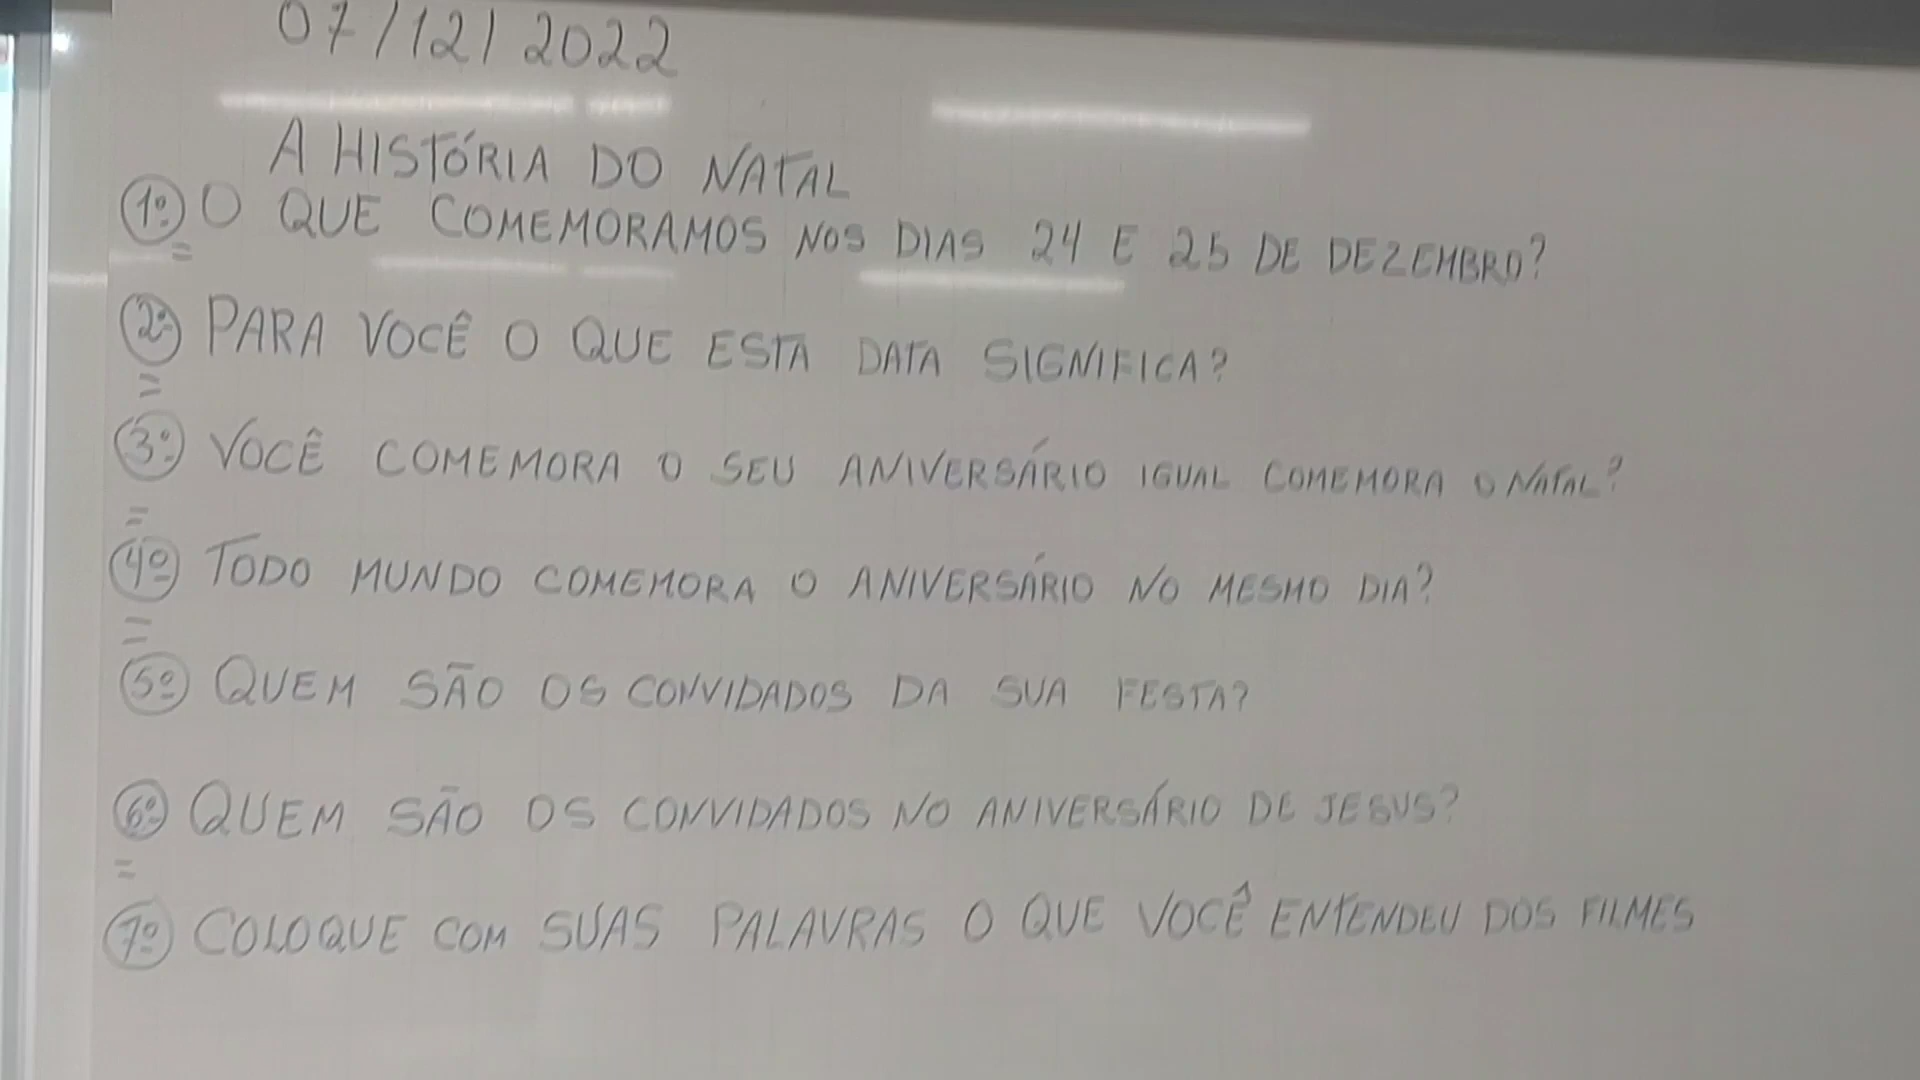 07/12/2022
A HISTÓRIA DO NATAL
1º O QUE COMEMORAMOS NOS DIAS 24 E 25 DE DEZEMBRO?
=
2º PARA VOCÊ O QUE ESTA DATA SIGNIFICA?
=
3º VOCÊ COMEMORA O SEU ANIVERSÁRIO IGUAL COMEMORA O NATAL?
=
4º TODO MUNDO COMEMORA O ANIVERSÁRIO NO MESMO DIA?
=
5º QUEM SÃO OS CONVIDADOS DA SUA FESTA?
6º QUEM SÃO OS CONVIDADOS NO ANIVERSÁRIO DE JESUS?
=
7º COLOQUE COM SUAS PALAVRAS O QUE VOCÊ ENTENDEU DOS FILMES